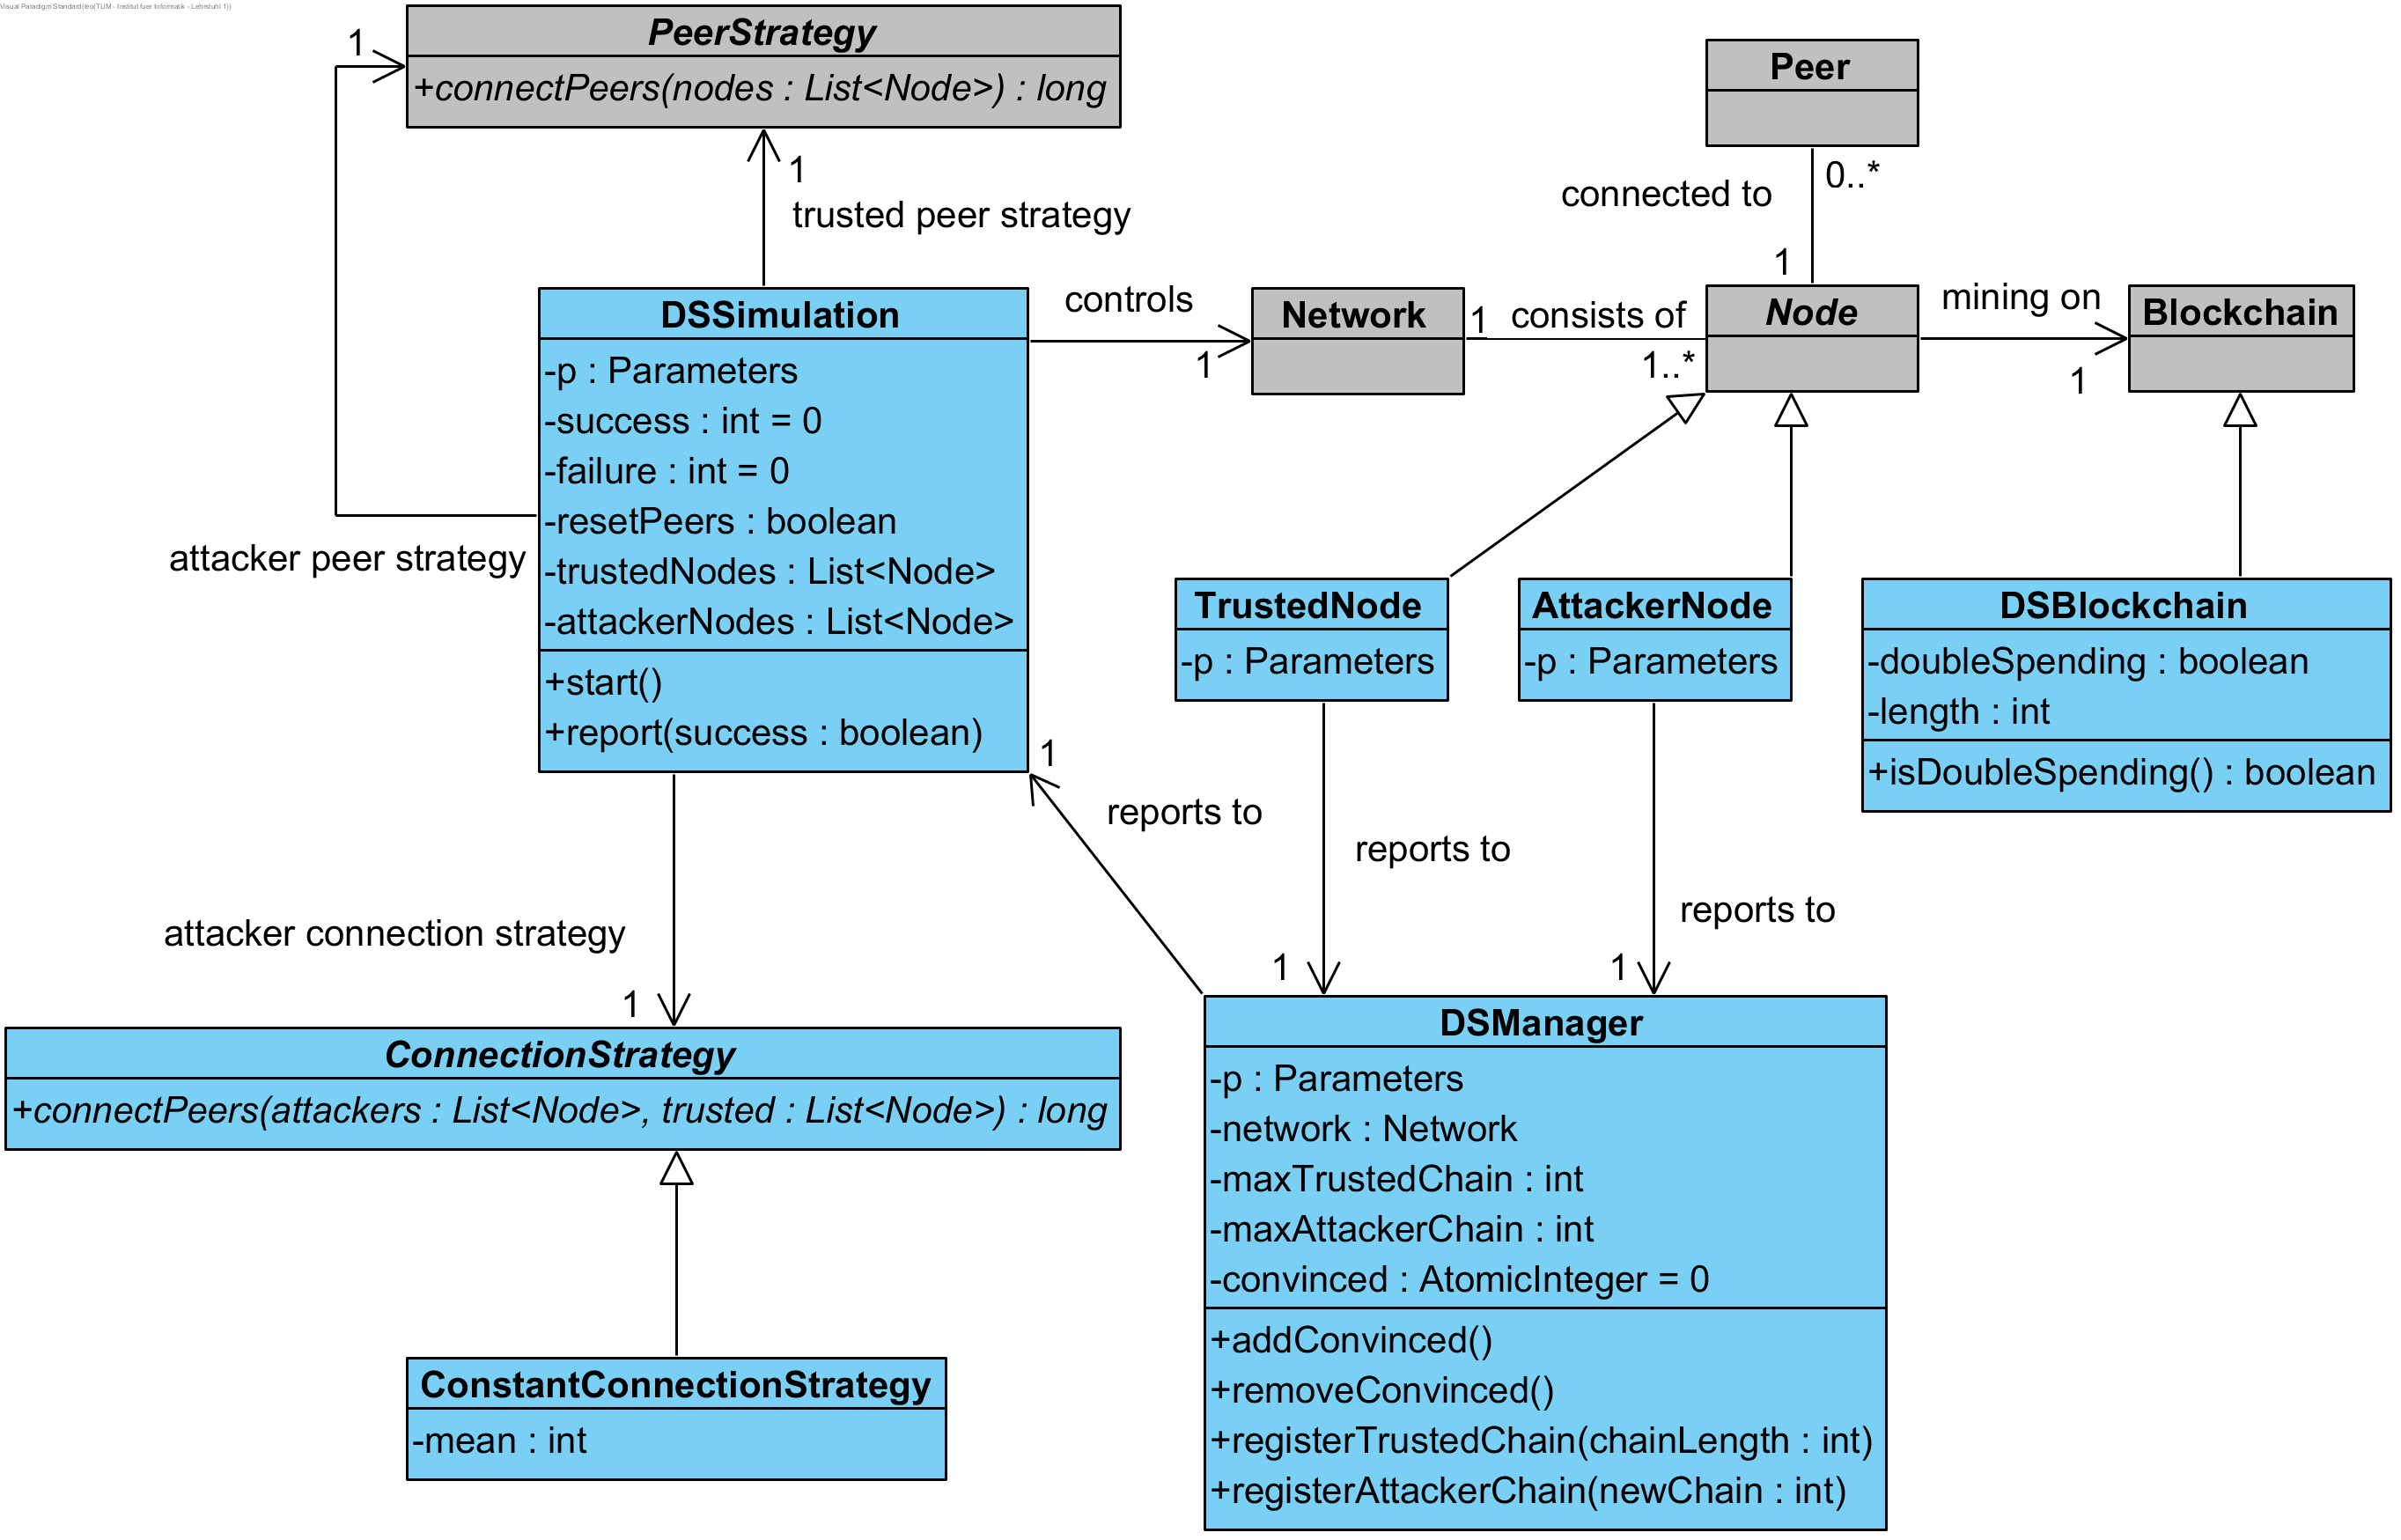 Visual Paradigm Standard(leo(TUM - Institut fuer Informatik - Lehrstuhl 1))
PeerStrategy
+connectPeers(nodes : List<Node>) : long
1
1
trusted peer strategy
attacker peer strategy
Peer
0..*
connected to
1
DSSimulation
-p : Parameters
-success : int = 0
-failure : int = 0
-resetPeers : boolean
-trustedNodes : List<Node>
-attackerNodes : List<Node>
+start()
+report(success : boolean)
controls
1
Network
1
consists of
1..*
Node
mining on
1
Blockchain
TrustedNode
-p : Parameters
AttackerNode
-p : Parameters
DSBlockchain
-doubleSpending : boolean
-length : int
+isDoubleSpending() : boolean
1
reports to
reports to
reports to
1
1
attacker connection strategy
1
ConnectionStrategy
+connectPeers(attackers : List<Node>, trusted : List<Node>) : long
ConstantConnectionStrategy
-mean : int
DSManager
-p : Parameters
-network : Network
-maxTrustedChain : int
-maxAttackerChain : int
-convinced : AtomicInteger = 0
+addConvinced()
+removeConvinced()
+registerTrustedChain(chainLength : int)
+registerAttackerChain(newChain : int)